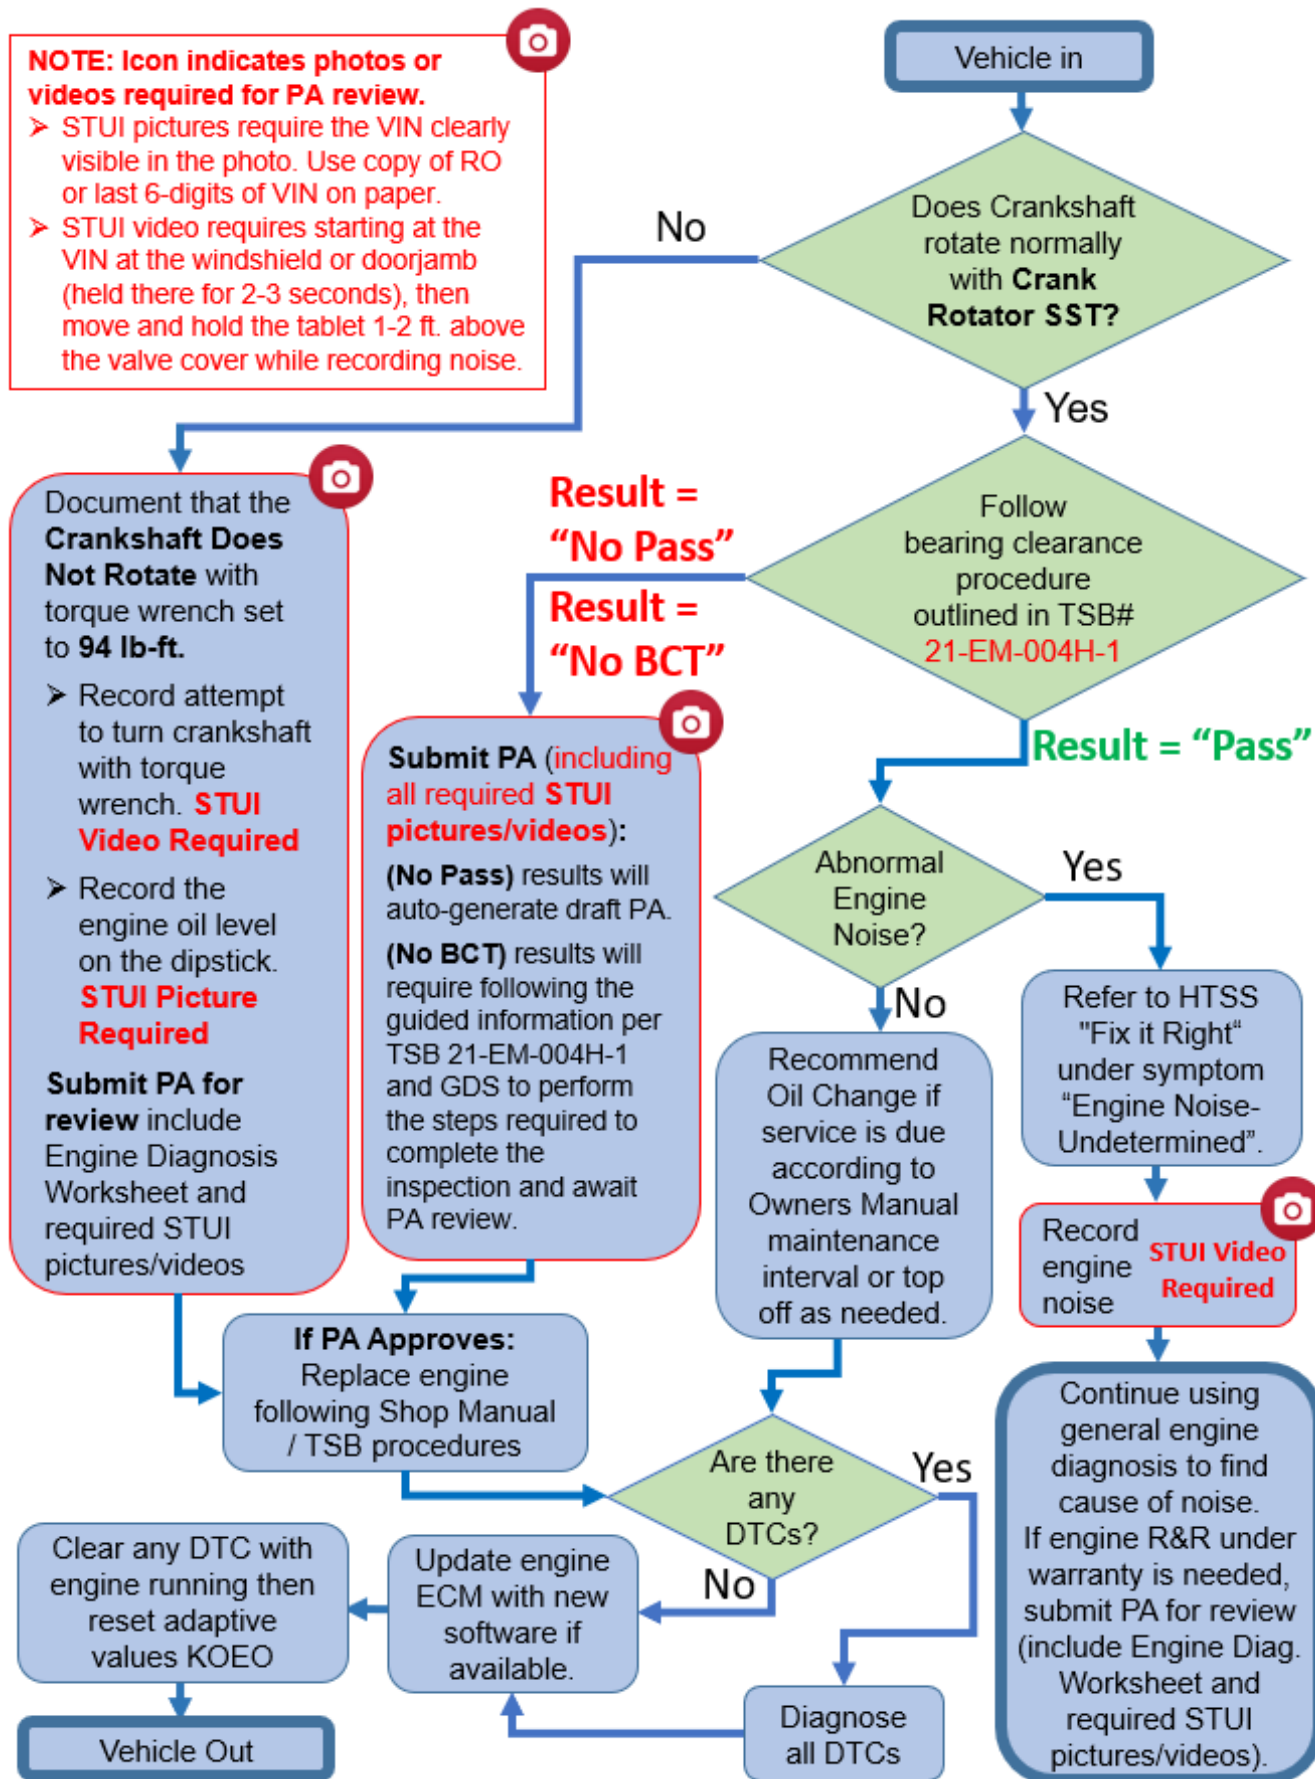 NOTE: Icon indicates photos or
videos required for PA review.
➢ STUI pictures require the VIN clearly
visible in the photo. Use copy of RO
or last 6-digits of VIN on paper.
➢ STUI video requires starting at the
VIN at the windshield or doorjamb
(held there for 2-3 seconds), then
move and hold the tablet 1-2 ft. above
the valve cover while recording noise.
Vehicle in
Does Crankshaft
rotate normally
with Crank
Rotator SST?
No
Yes
Document that the
Crankshaft Does
Not Rotate with
torque wrench set
to 94 lb-ft.
➢ Record attempt
to turn crankshaft
with torque
wrench. STUI
Video Required
➢ Record the
engine oil level
on the dipstick.
STUI Picture
Required
Submit PA for
review include
Engine Diagnosis
Worksheet and
required STUI
pictures/videos
Follow
bearing clearance
procedure
outlined in TSB#
21-EM-004H-1
Result =
“No Pass”
Result =
“No BCT”
Result = “Pass”
Submit PA (including
all required STUI
pictures/videos):
(No Pass) results will
auto-generate draft PA.
(No BCT) results will
require following the
guided information per
TSB 21-EM-004H-1
and GDS to perform
the steps required to
complete the
inspection and await
PA review.
Abnormal
Engine
Noise?
Yes
No
Refer to HTSS
"Fix it Right“
under symptom
“Engine Noise-
Undetermined”.
Recommend
Oil Change if
service is due
according to
Owners Manual
maintenance
interval or top
off as needed.
Record
engine
noise
STUI Video
Required
If PA Approves:
Replace engine
following Shop Manual
/ TSB procedures
Continue using
general engine
diagnosis to find
cause of noise.
If engine R&R under
warranty is needed,
submit PA for review
(include Engine Diag.
Worksheet and
required STUI
pictures/videos).
Are there
any
DTCs?
Yes
No
Diagnose
all DTCs
Update engine
ECM with new
software if
available.
Clear any DTC with
engine running then
reset adaptive
values KOEO
Vehicle Out